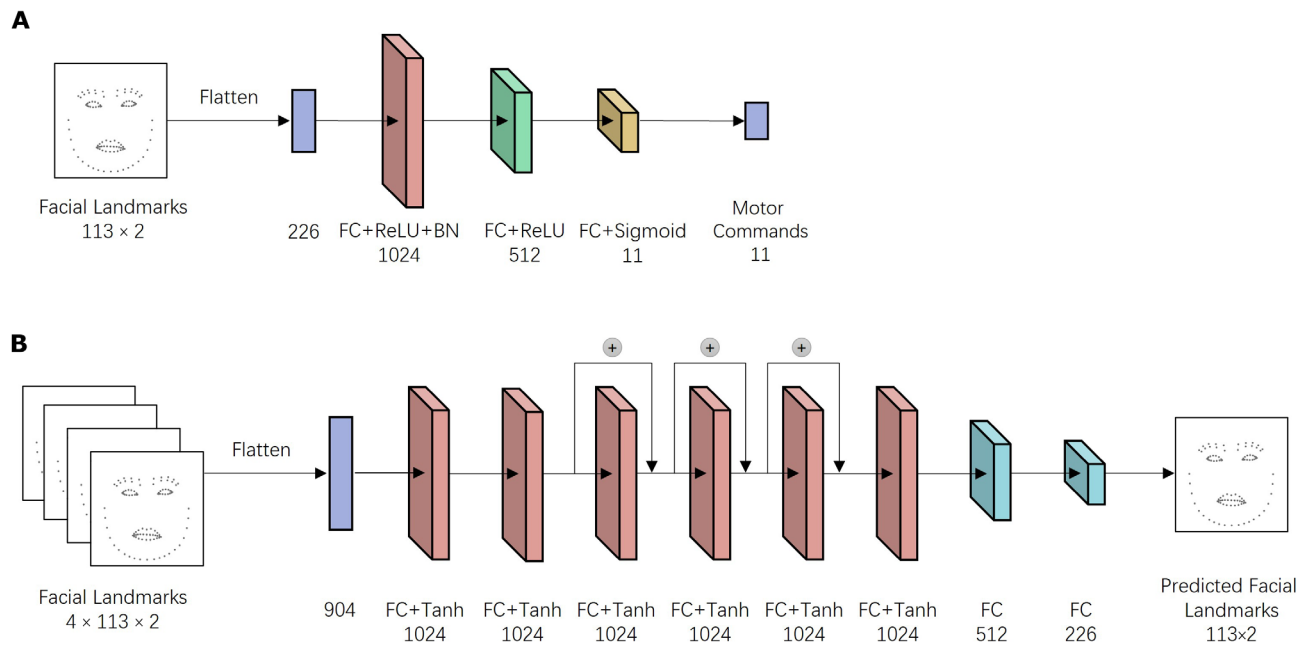 A
Flatten
Facial Landmarks
113 × 2
226
FC+ReLU+BN
1024
FC+ReLU
512
FC+Sigmoid
11
Motor
Commands
11
B
+
+
+
Flatten
Facial Landmarks
4 × 113 × 2
904
FC+Tanh
1024
FC+Tanh
1024
FC+Tanh
1024
FC+Tanh
1024
FC+Tanh
1024
FC+Tanh
1024
FC
512
FC
226
Predicted Facial
Landmarks
113×2